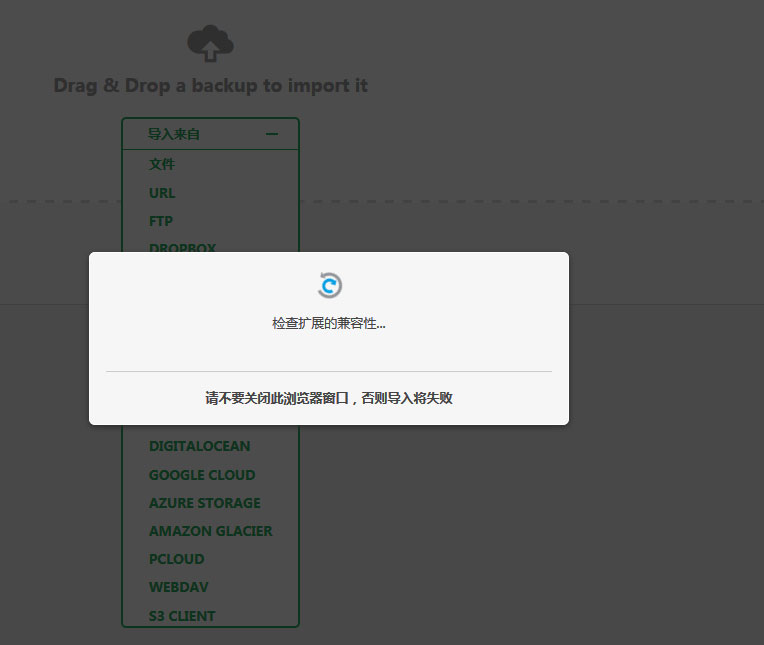 Drag & Drop a backup to import it
导入来自
文件
URL
FTP
DROPBOX
检查扩展的兼容性...
请不要关闭此浏览器窗口，否则导入将失败
DIGITALOCEAN
GOOGLE CLOUD
AZURE STORAGE
AMAZON GLACIER
PCLOUD
WEBDAV
S3 CLIENT